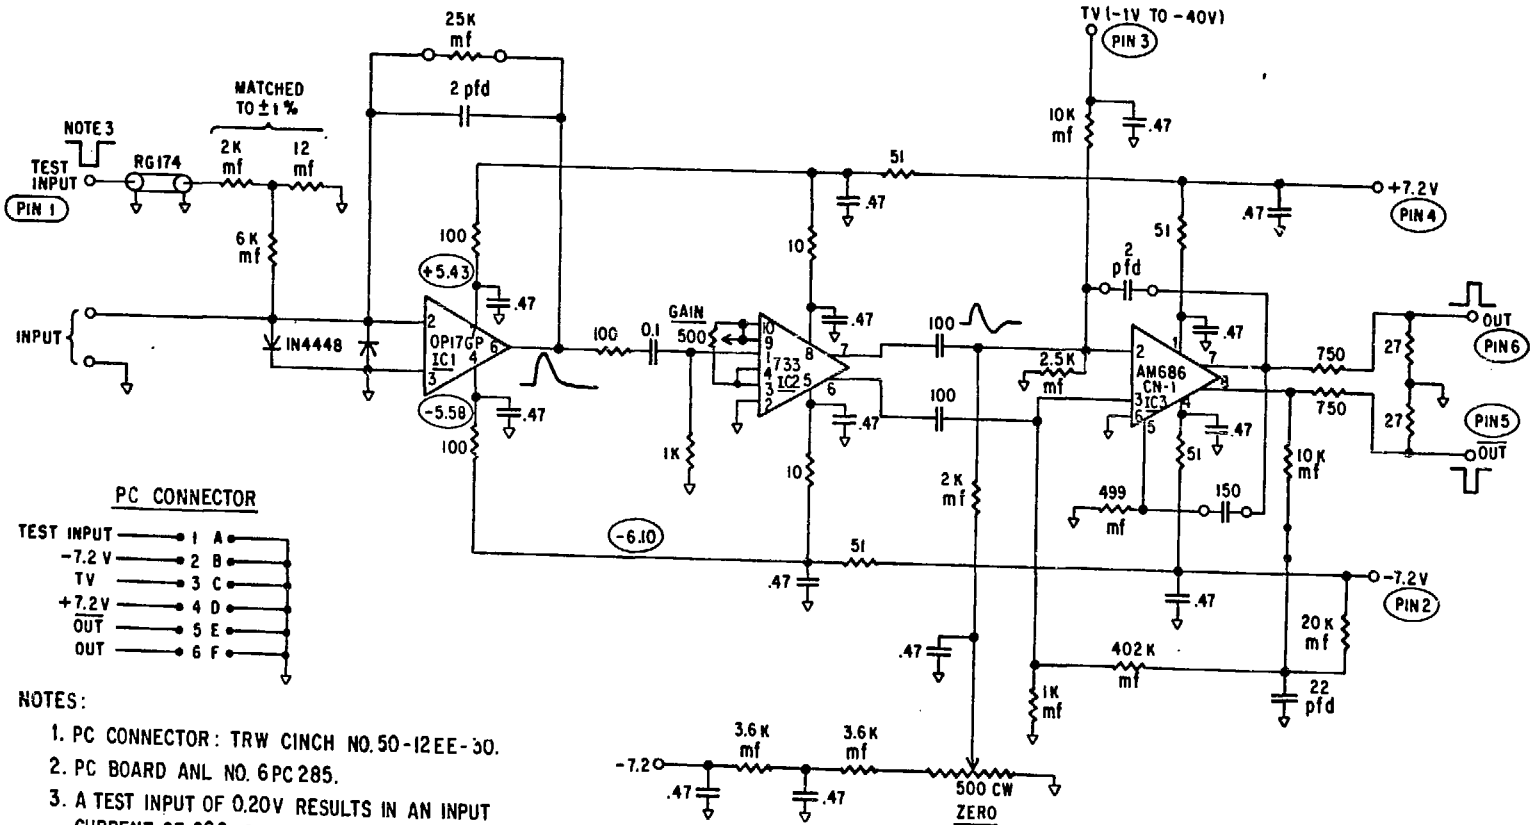 TV (-1V TO -40V)
PIN 3
25K
mf
2 pfd
MATCHED
TO ±1%
NOTE 3
TEST
INPUT
RG174
2K
mf
12
mf
PIN 1
6K
mf
10K
mf
.47
51
.47
+7.2V
PIN 4
.47
100
+5.43
.47
10
51
2
pfd
INPUT
IN4448
2
OP17GP
IC1
3
7
4
6
-5.58
.47
100
100
0.1
GAIN
500
10
9
1
4
3
2
733
IC2
8
5
7
6
.47
.47
1K
10
100
100
2.5K
mf
2
AM686
CN-1
IC3
3
6
5
1
4
7
8
.47
.47
51
750
750
27
27
OUT
PIN 6
PIN 5
OUT
10K
mf
2K
mf
499
mf
150
-6.10
51
.47
.47
-7.2V
PIN 2
20K
mf
.47
402K
mf
1K
mf
22
pfd
PC CONNECTOR
TEST INPUT 1 A
-7.2 V 2 B
TV 3 C
+7.2V 4 D
OUT 5 E
OUT 6 F
-7.2
3.6K
mf
3.6K
mf
.47
.47
500 CW
ZERO
NOTES:
1. PC CONNECTOR: TRW CINCH NO. 50-12EE-30.
2. PC BOARD ANL NO. 6PC285.
3. A TEST INPUT OF 0.20V RESULTS IN AN INPUT